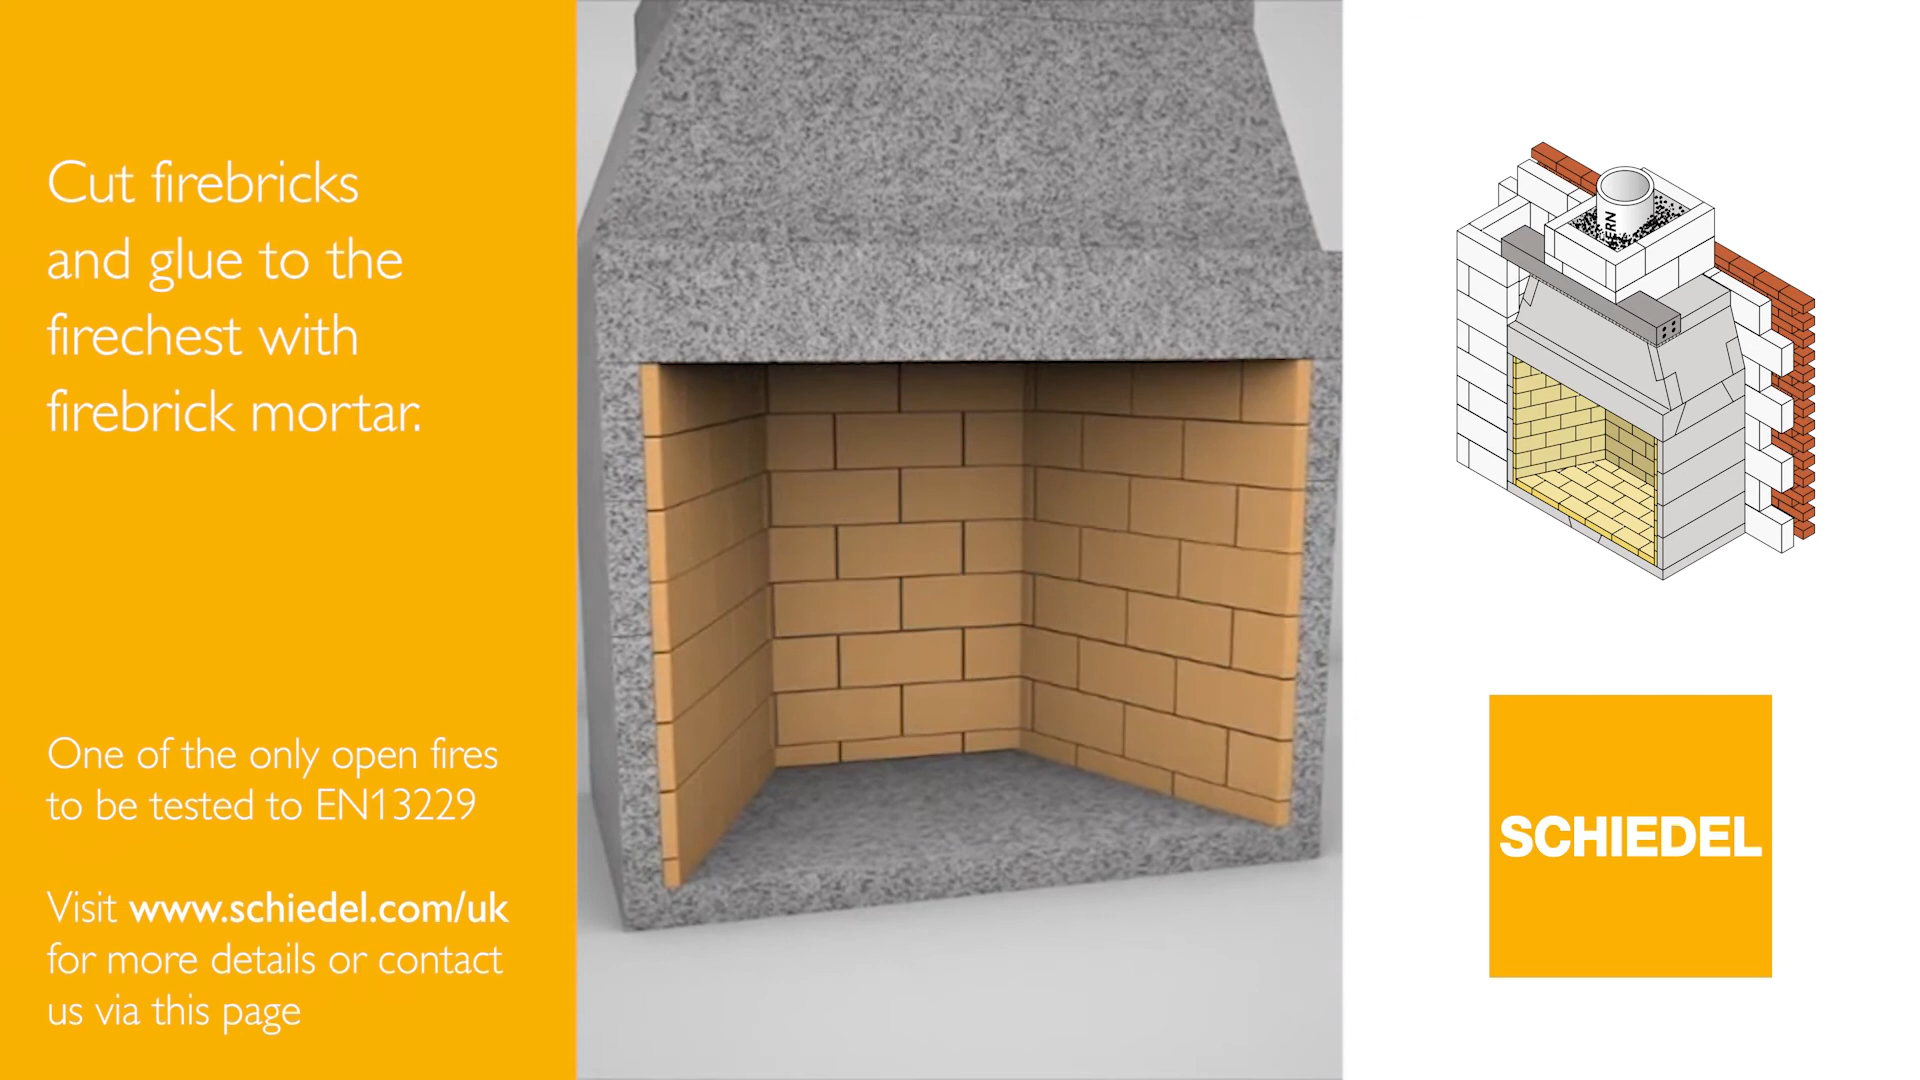 Cut firebricks
and glue to the
firechest with
firebrick mortar.
One of the only open fires
to be tested to EN13229
Visit www.schiedel.com/uk
for more details or contact
us via this page
ERN
SCHIEDEL